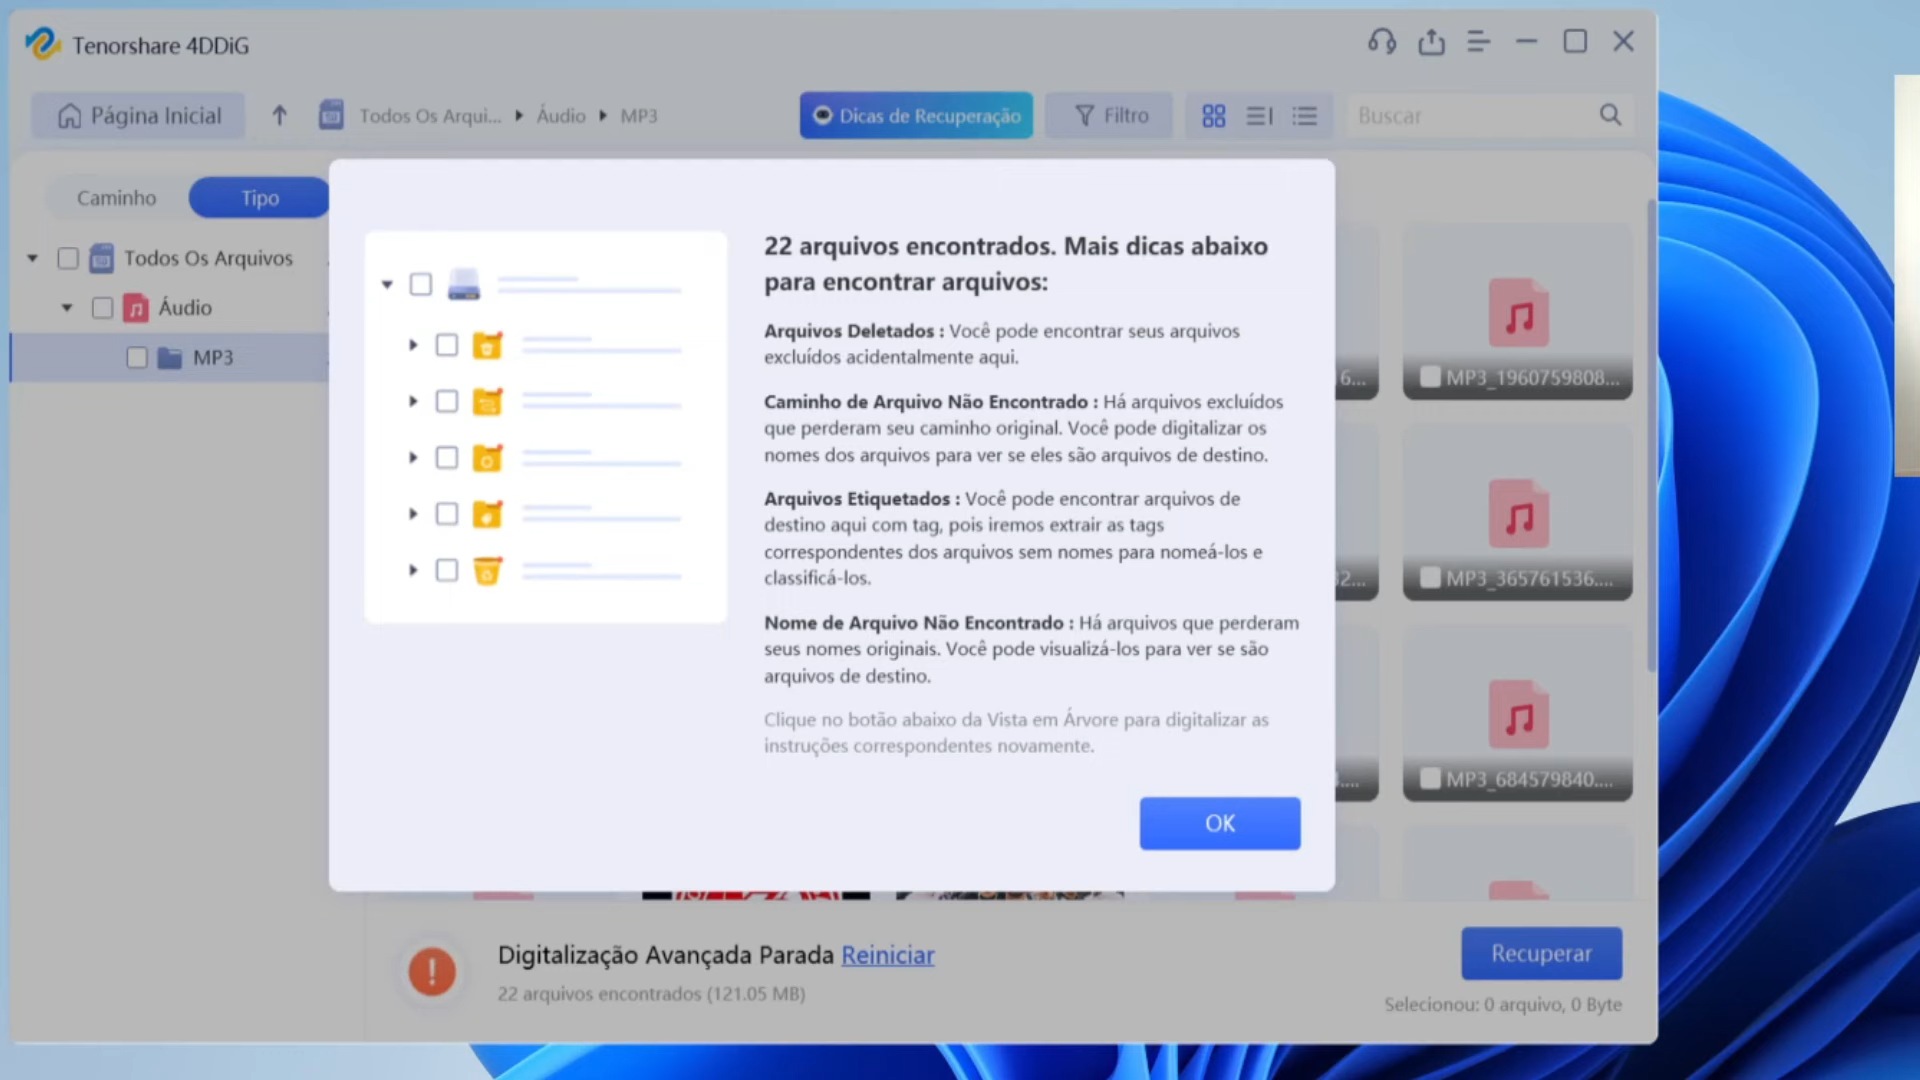 Tenorshare 4DDiG
Página Inicial
Todos Os Arqui... Áudio MP3
Dicas de Recuperação
Filtro
Buscar
Caminho
Tipo
Todos Os Arquivos
Áudio
MP3
22 arquivos encontrados. Mais dicas abaixo
para encontrar arquivos:
Arquivos Deletados : Você pode encontrar seus arquivos
excluídos acidentalmente aqui.
Caminho de Arquivo Não Encontrado : Há arquivos excluídos
que perderam seu caminho original. Você pode digitalizar os
nomes dos arquivos para ver se eles são arquivos de destino.
Arquivos Etiquetados : Você pode encontrar arquivos de
destino aqui com tag, pois iremos extrair as tags
correspondentes dos arquivos sem nomes para nomeá-los e
classificá-los.
Nome de Arquivo Não Encontrado : Há arquivos que perderam
seus nomes originais. Você pode visualizá-los para ver se são
arquivos de destino.
Clique no botão abaixo da Vista em Árvore para digitalizar as
instruções correspondentes novamente.
OK
MP3_1960759808...
MP3_365761536....
MP3_684579840....
Digitalização Avançada Parada Reiniciar
22 arquivos encontrados (121.05 MB)
Recuperar
Selecionou: 0 arquivo, 0 Byte